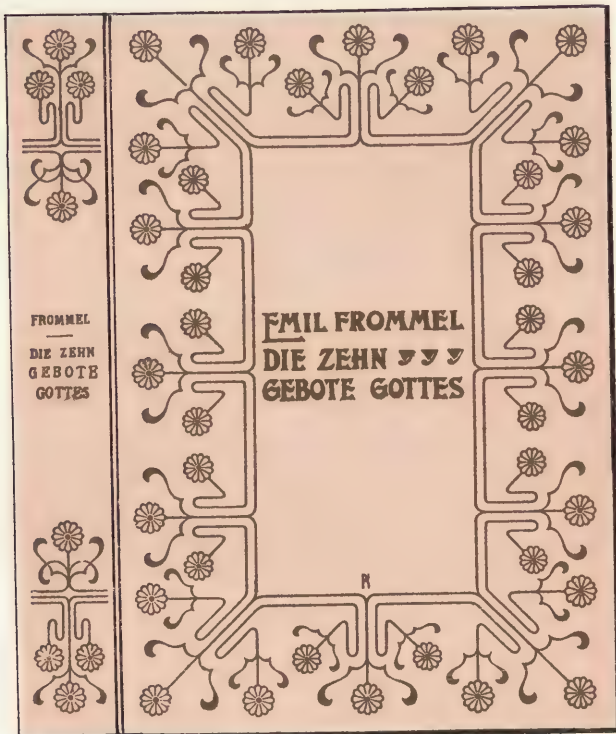 FROMMEL
DIE ZEHN
GEBOTE
GOTTES
EMIL FROMMEL
DIE ZEHN
GEBOTE GOTTES